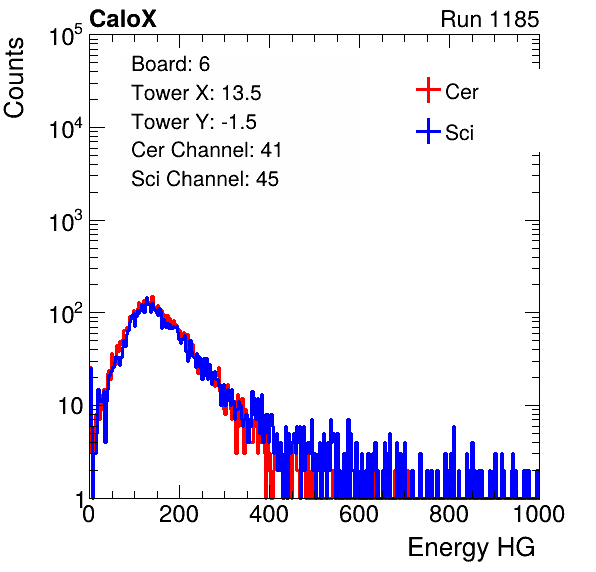 CaloX Run 1185
Counts
10^5
10^4
10^3
10^2
10
1
Board: 6
Tower X: 13.5
Tower Y: -1.5
Cer Channel: 41
Sci Channel: 45
Cer
Sci
0 200 400 600 800 1000
Energy HG